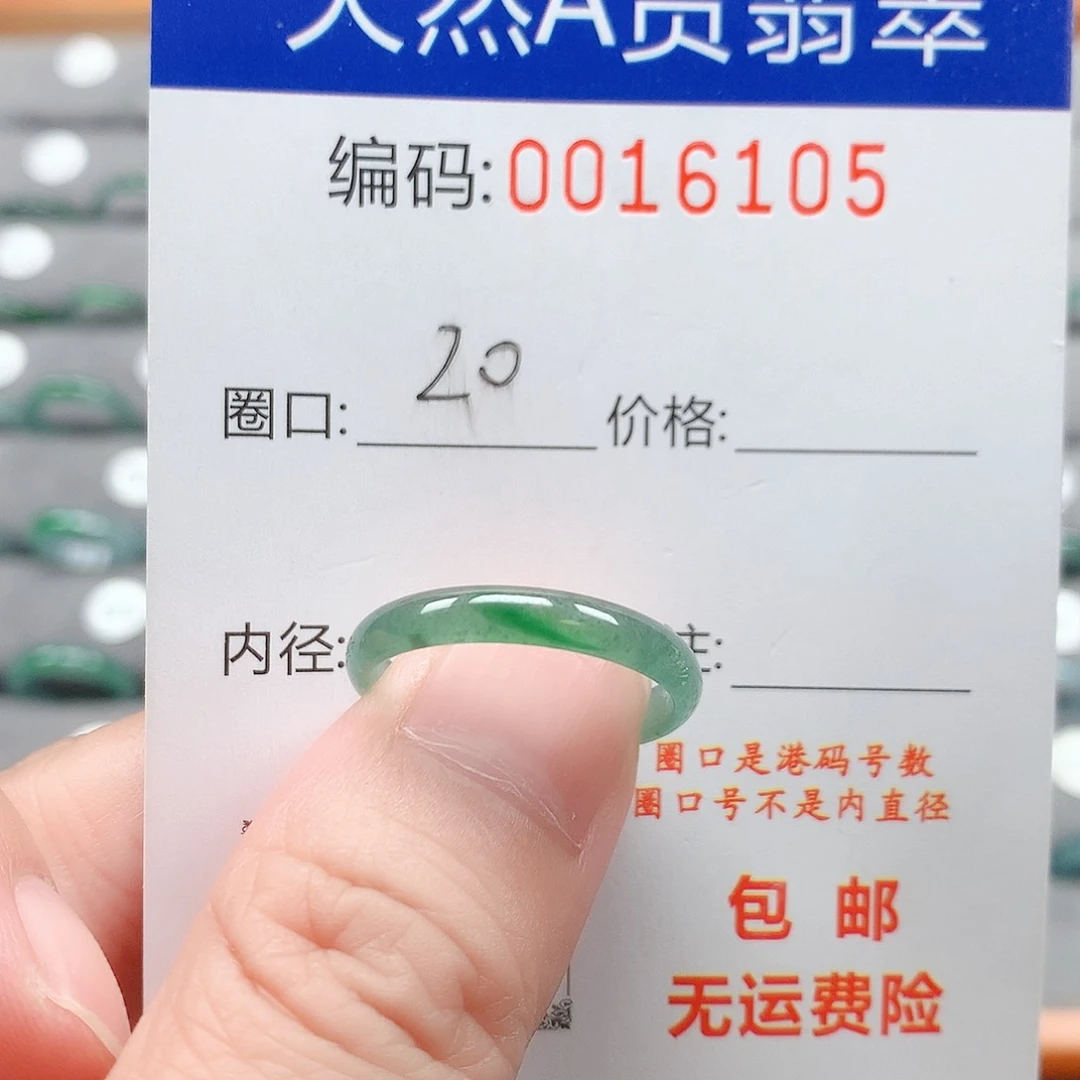 天然A货翡翠
编码:0016105
圈口: 20 价格:
内径: 注:
圈口是港码号数
圈口号不是内直径
包 邮
无运费险